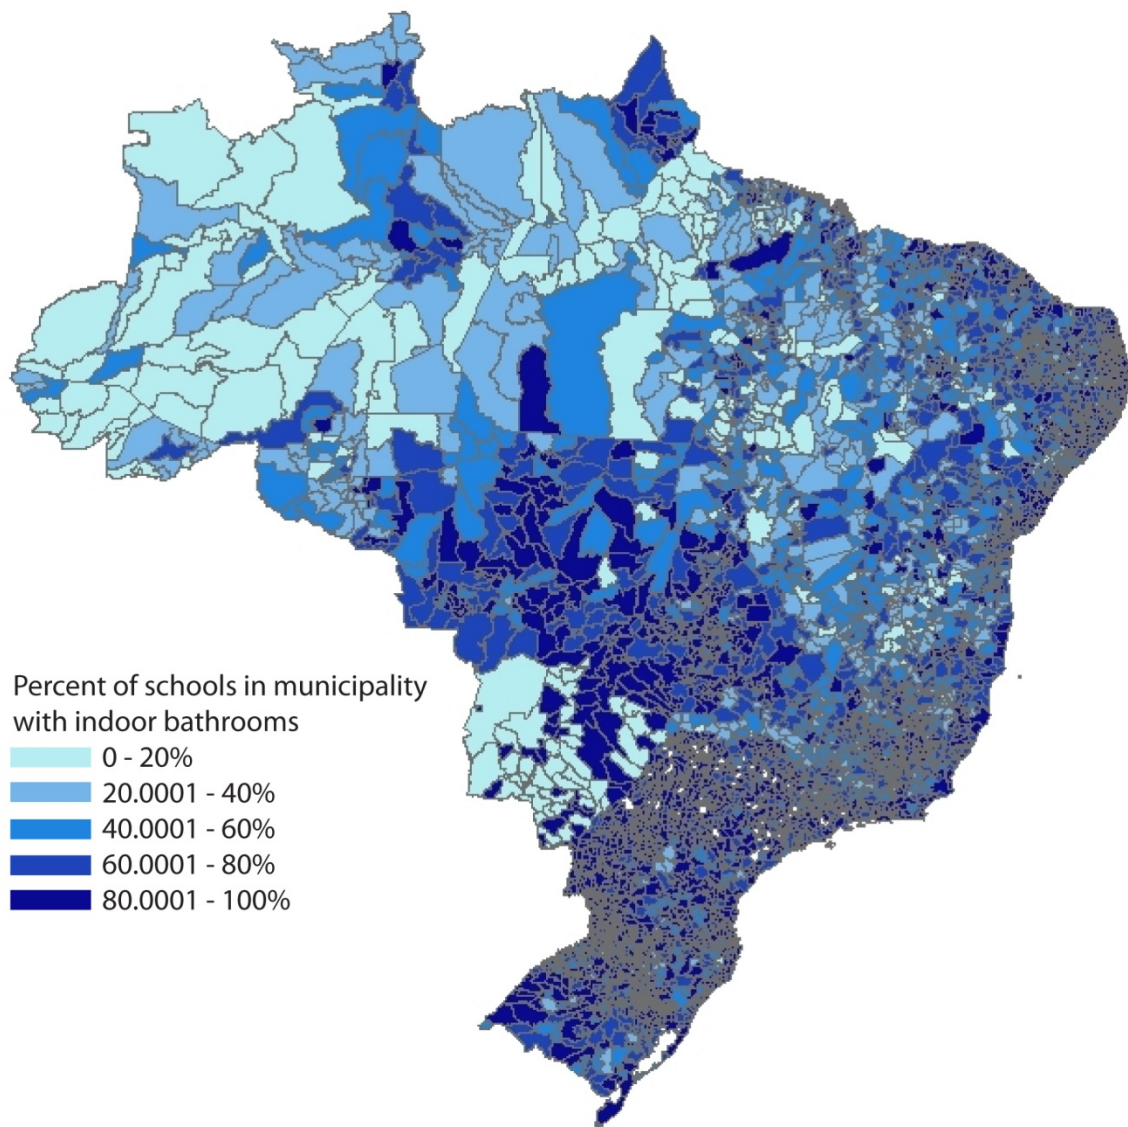 Percent of schools in municipality
with indoor bathrooms
0 - 20%
20.0001 - 40%
40.0001 - 60%
60.0001 - 80%
80.0001 - 100%